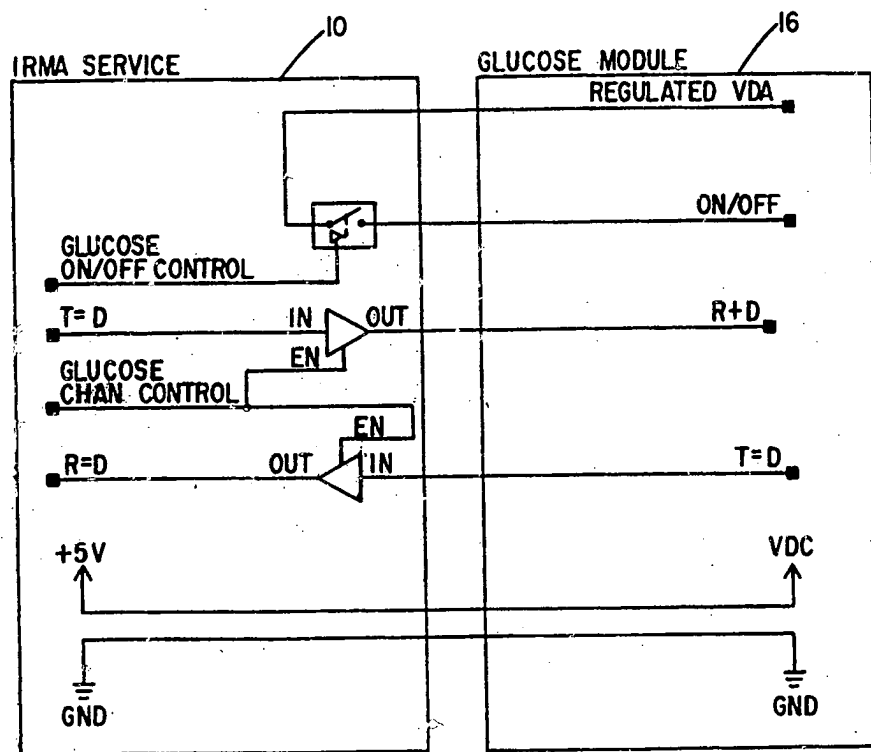 10
16
IRMA SERVICE
GLUCOSE MODULE
REGULATED VDA
ON/OFF
GLUCOSE
ON/OFF CONTROL
T=D
IN
OUT
R+D
EN
GLUCOSE
CHAN CONTROL
EN
R=D
OUT
IN
T=D
+5V
VDC
GND
GND